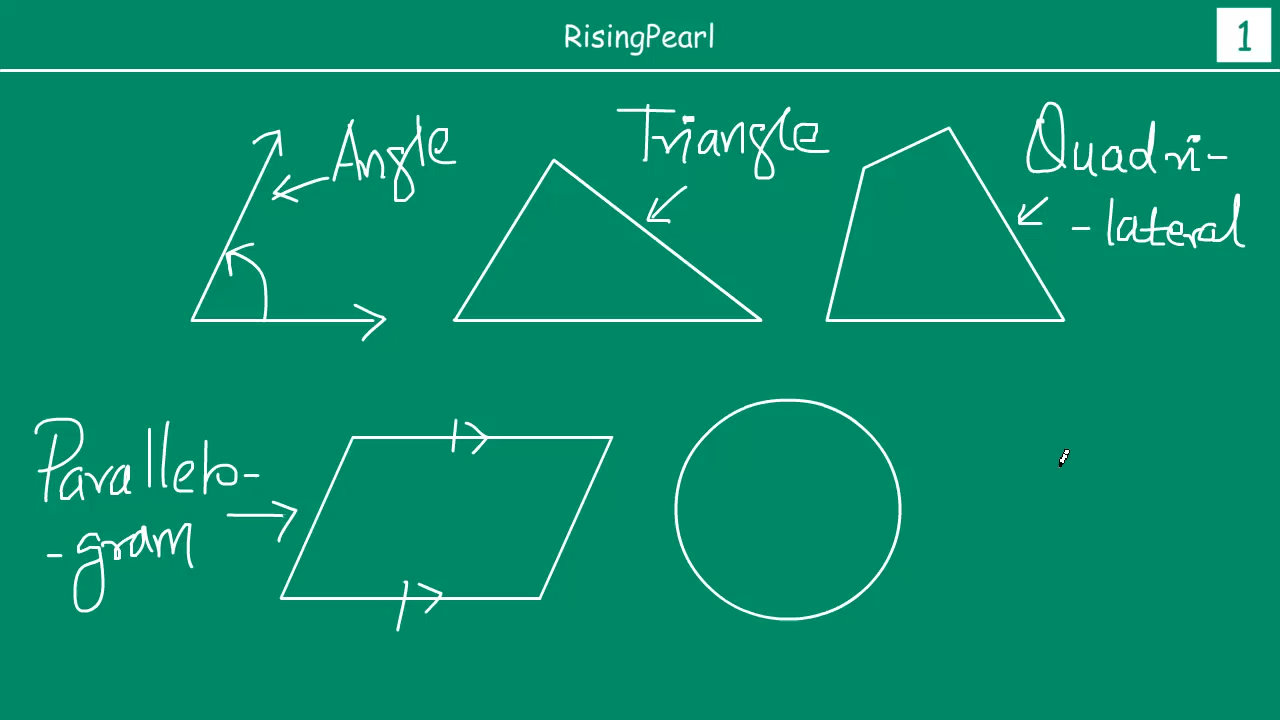 RisingPearl
1
Angle
Triangle
Quadri-
-lateral
Parallelo-
-gram